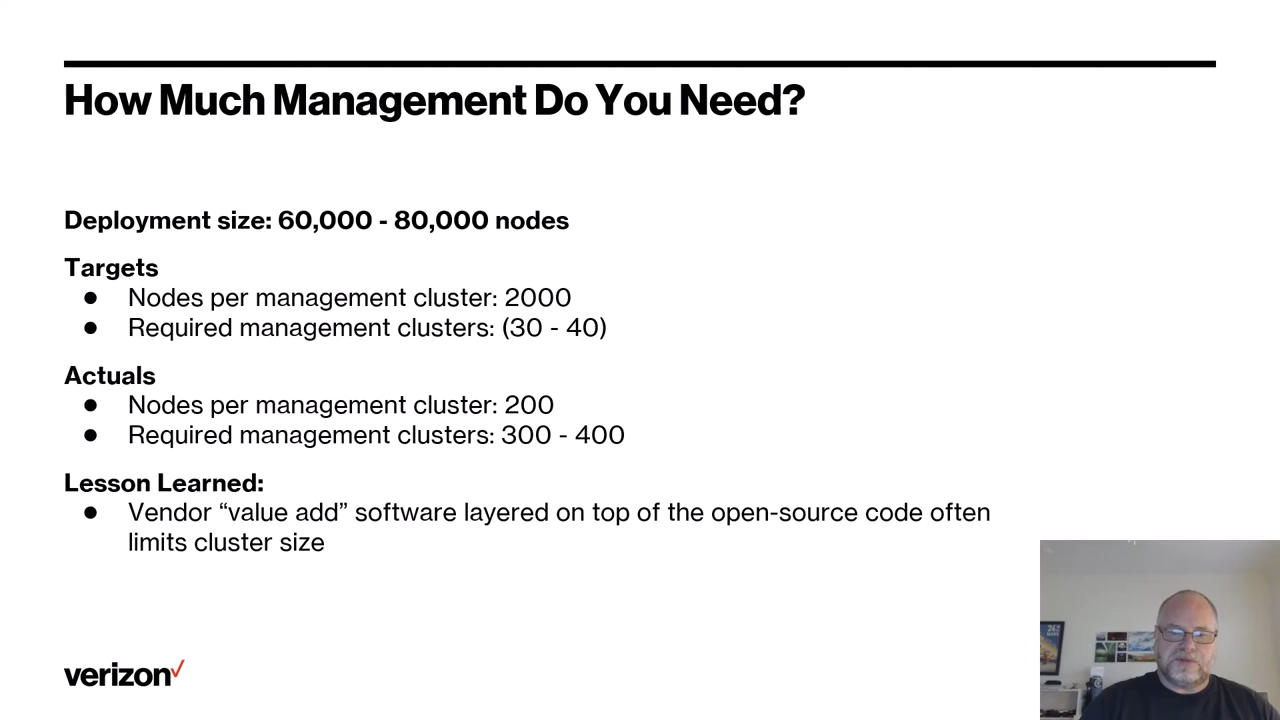 How Much Management Do You Need?
Deployment size: 60,000 - 80,000 nodes
Targets
● Nodes per management cluster: 2000
● Required management clusters: (30 - 40)
Actuals
● Nodes per management cluster: 200
● Required management clusters: 300 - 400
Lesson Learned:
● Vendor “value add” software layered on top of the open-source code often
limits cluster size
verizon✓